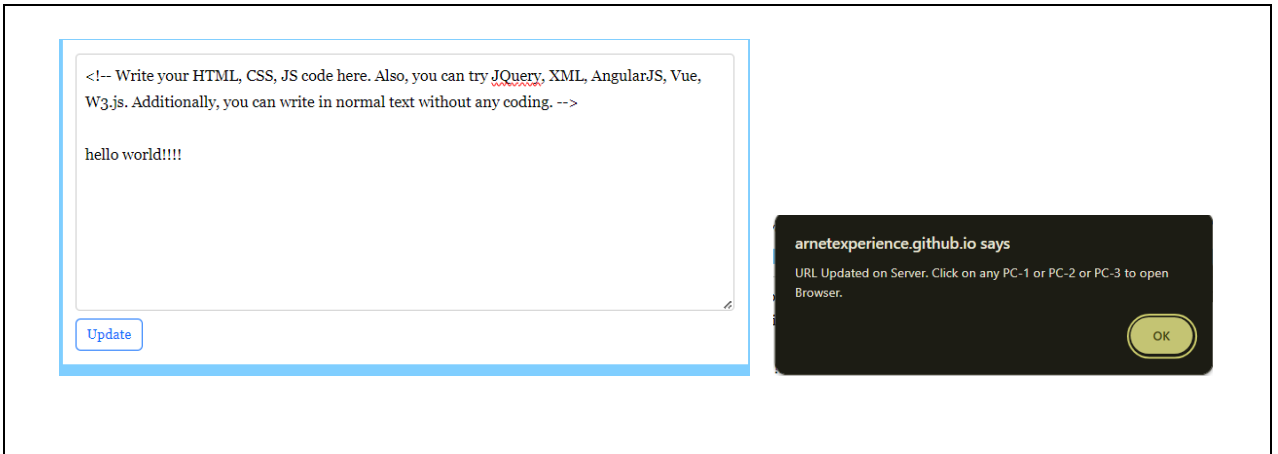 <!-- Write your HTML, CSS, JS code here. Also, you can try JQuery, XML, AngularJS, Vue,
W3.js. Additionally, you can write in normal text without any coding. -->
hello world!!!!
Update
arnetexperience.github.io says
URL Updated on Server. Click on any PC-1 or PC-2 or PC-3 to open
Browser.
OK